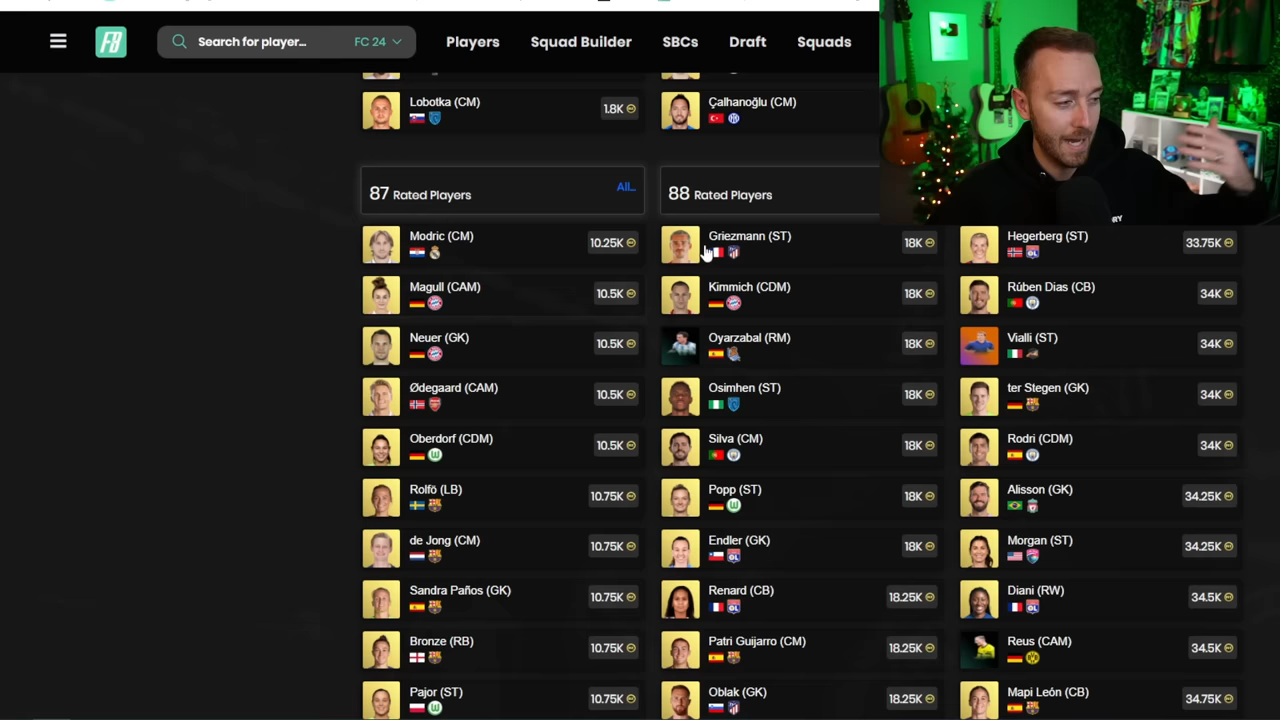 FB
Search for player...
FC 24
Players
Squad Builder
SBCs
Draft
Squads
Lobotka (CM)
1.8K
Çalhanoğlu (CM)
87 Rated Players
All...
88 Rated Players
RY
Modric (CM)
10.25K
Griezmann (ST)
18K
Hegerberg (ST)
33.75K
Magull (CAM)
10.5K
Kimmich (CDM)
18K
Rúben Dias (CB)
34K
Neuer (GK)
10.5K
Oyarzabal (RM)
18K
Vialli (ST)
34K
Ødegaard (CAM)
10.5K
Osimhen (ST)
18K
ter Stegen (GK)
34K
Oberdorf (CDM)
10.5K
Silva (CM)
18K
Rodri (CDM)
34K
Rolfö (LB)
10.75K
Popp (ST)
18K
Alisson (GK)
34.25K
de Jong (CM)
10.75K
Endler (GK)
18K
Morgan (ST)
34.25K
Sandra Paños (GK)
10.75K
Renard (CB)
18.25K
Diani (RW)
34.5K
Bronze (RB)
10.75K
Patri Guijarro (CM)
18.25K
Reus (CAM)
34.5K
Pajor (ST)
10.75K
Oblak (GK)
18.25K
Mapi León (CB)
34.75K